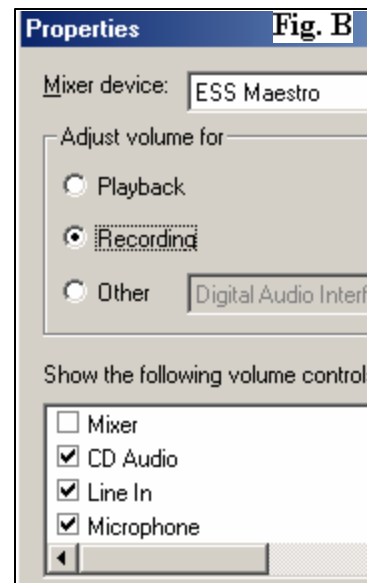 Properties Fig. B
Mixer device: ESS Maestro
Adjust volume for
Playback
Recording
Other Digital Audio Interf
Show the following volume control
Mixer
CD Audio
Line In
Microphone